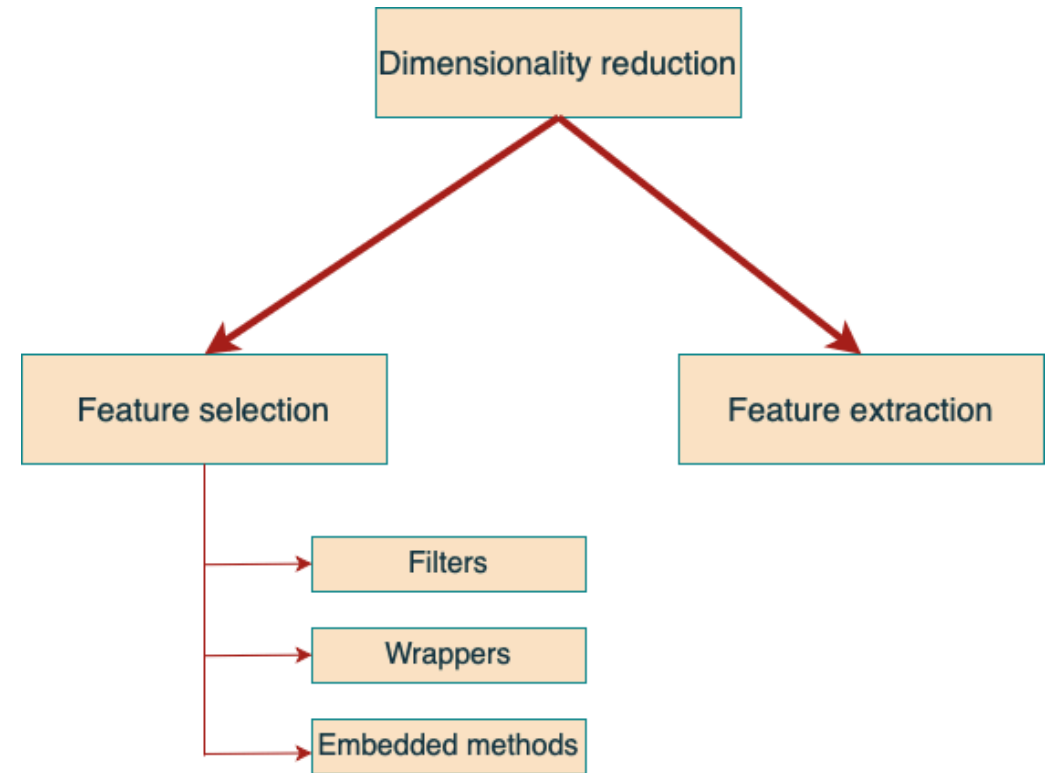 Dimensionality reduction
Feature selection
Feature extraction
Filters
Wrappers
Embedded methods